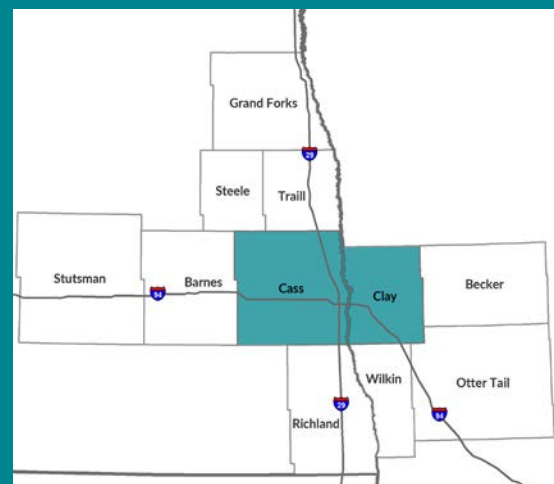 Grand Forks
29
Steele
Traill
Stutsman
Barnes
94
Cass
Clay
Becker
Wilkin
Otter Tail
Richland
29
94